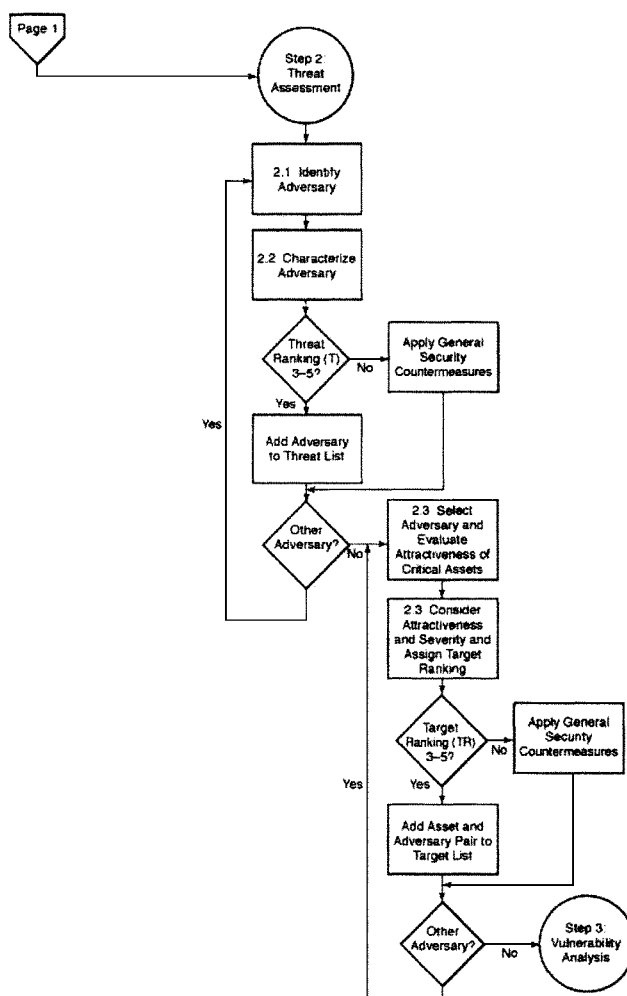 Page 1
Step 2:
Threat
Assessment
2.1 Identify
Adversary
2.2 Characterize
Adversary
Threat
Ranking (T)
3–5?
No
Apply General
Security
Countermeasures
Yes
Yes
Add Adversary
to Threat List
Other
Adversary?
No
2.3 Select
Adversary and
Evaluate
Attractiveness of
Critical Assets
2.3 Consider
Attractiveness
and Severity and
Assign Target
Ranking
Target
Ranking (TR)
3–5?
No
Apply General
Security
Countermeasures
Yes
Yes
Add Asset and
Adversary Pair to
Target List
Other
Adversary?
No
Step 3:
Vulnerability
Analysis